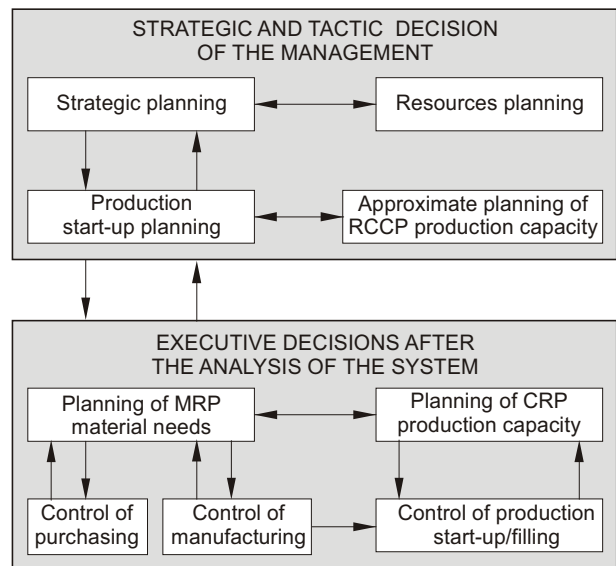 STRATEGIC AND TACTIC DECISION
OF THE MANAGEMENT
Strategic planning
Resources planning
Production
start-up planning
Approximate planning of
RCCP production capacity
EXECUTIVE DECISIONS AFTER
THE ANALYSIS OF THE SYSTEM
Planning of MRP
material needs
Planning of CRP
production capacity
Control of
purchasing
Control of
manufacturing
Control of production
start-up/filling